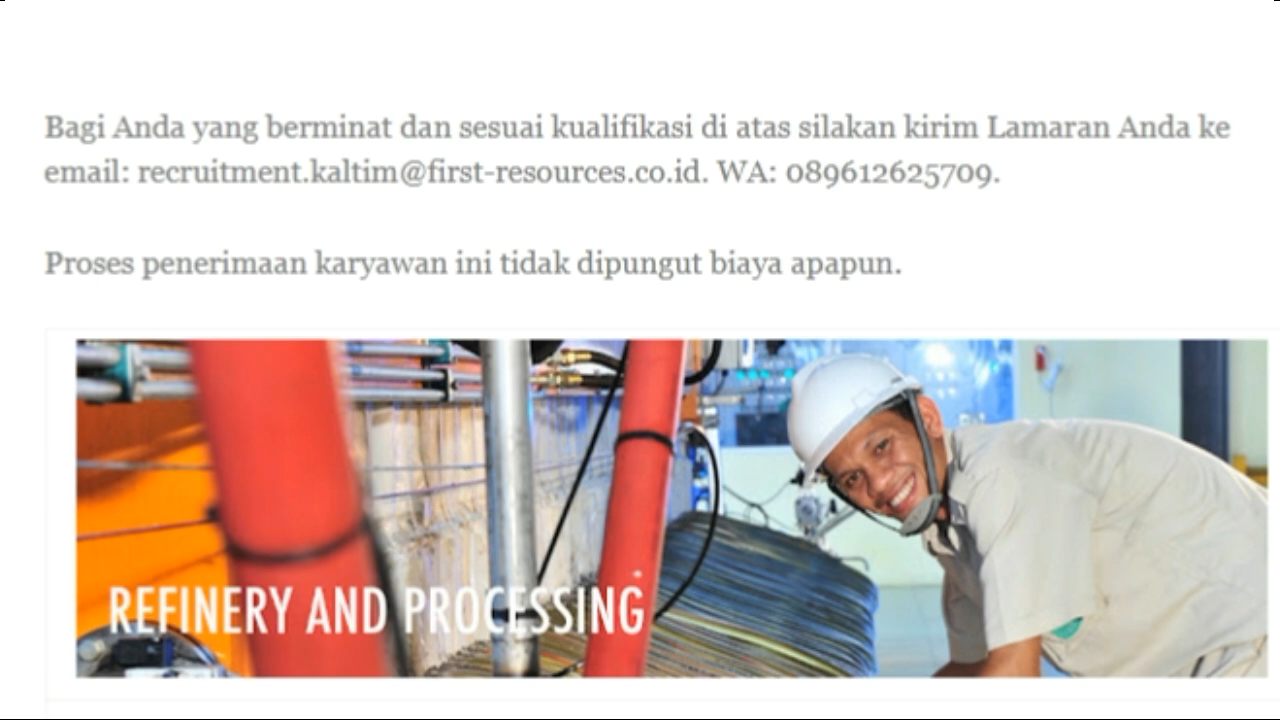 Bagi Anda yang berminat dan sesuai kualifikasi di atas silakan kirim Lamaran Anda ke
email: recruitment.kaltim@first-resources.co.id. WA: 089612625709.
Proses penerimaan karyawan ini tidak dipungut biaya apapun.
REFINERY AND PROCESSING